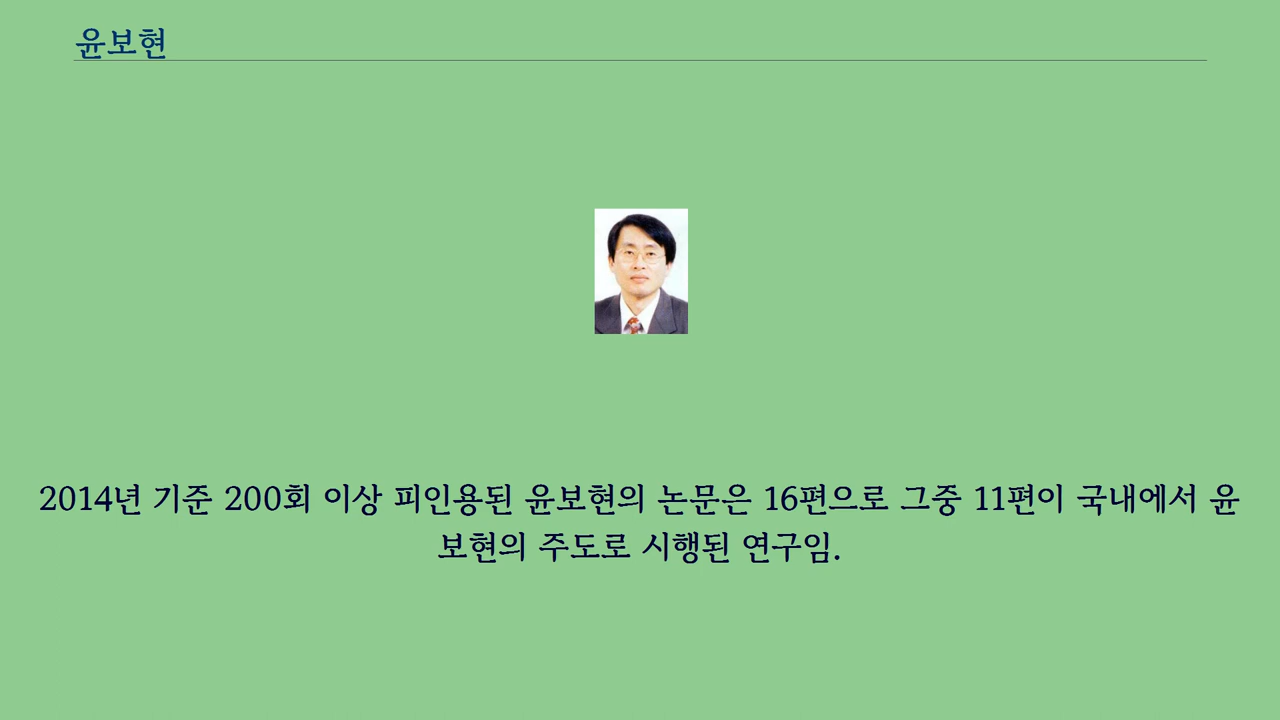 윤보현
2014년 기준 200회 이상 피인용된 윤보현의 논문은 16편으로 그중 11편이 국내에서 윤
보현의 주도로 시행된 연구임.